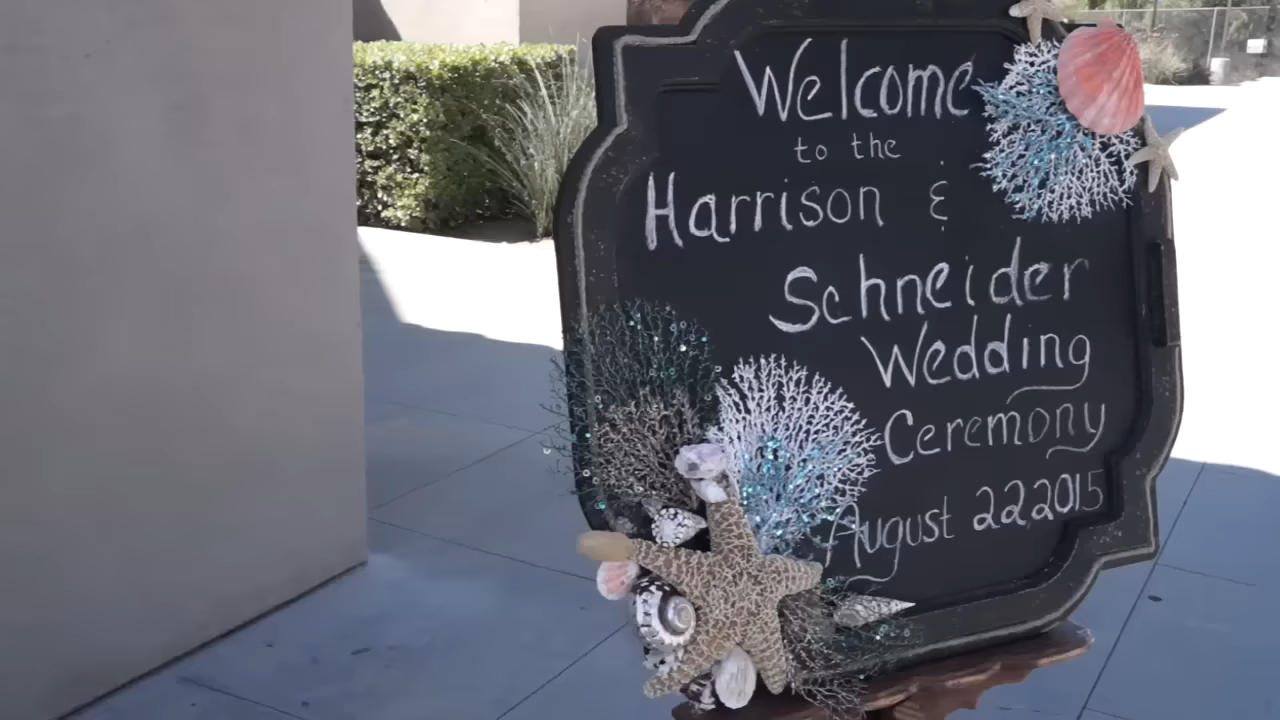 Welcome
to the
Harrison &
Schneider
Wedding
Ceremony
August 22, 2015